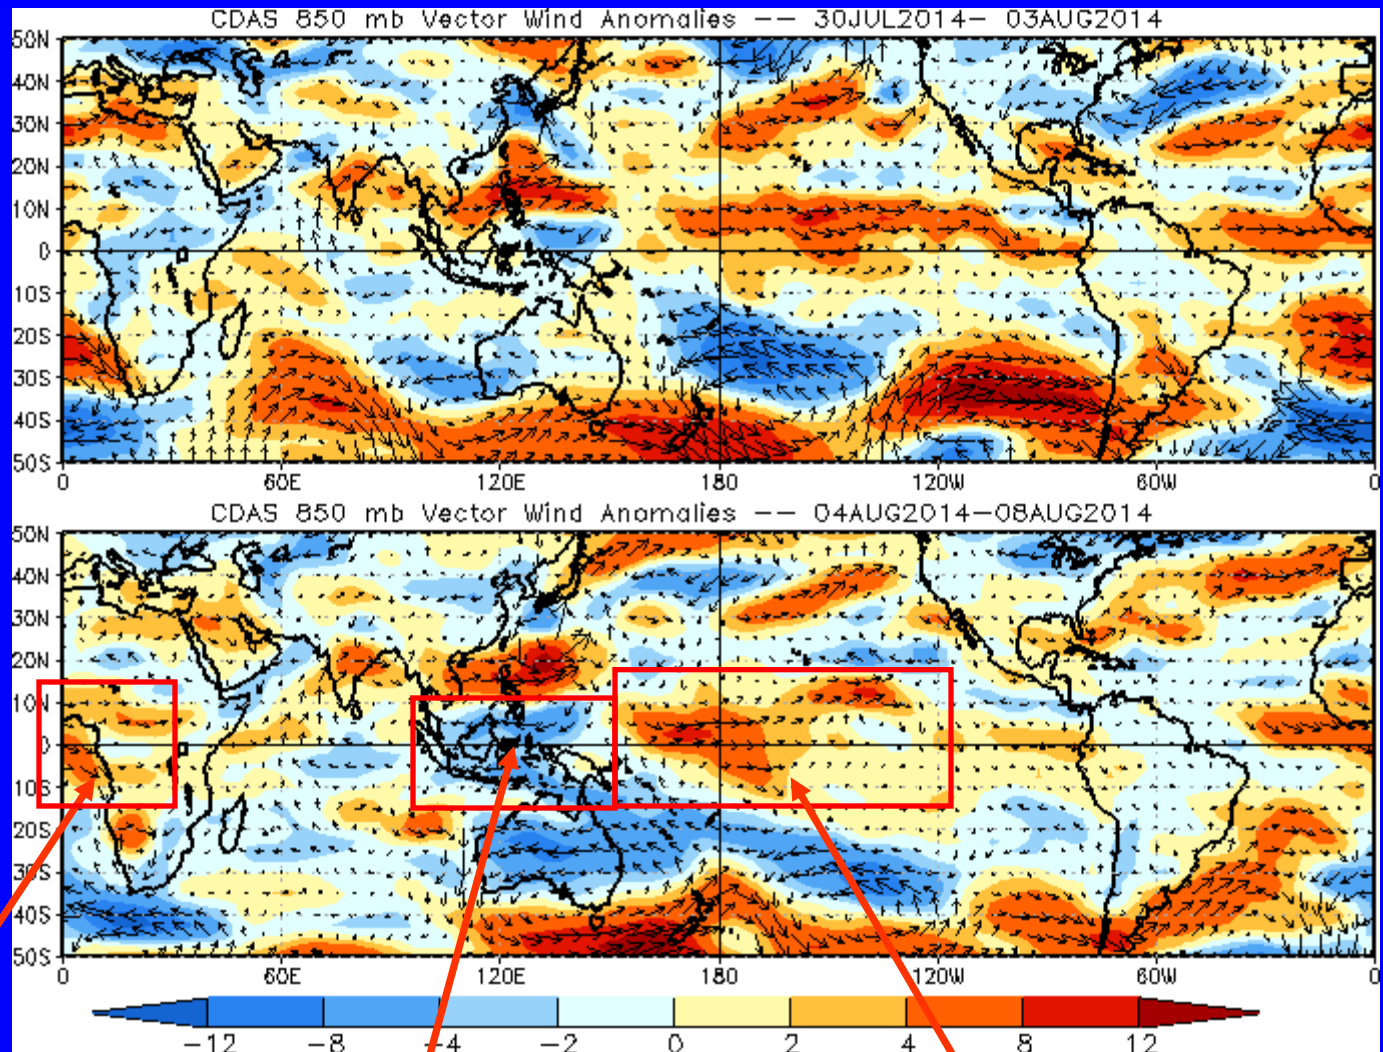 CDAS 850 mb Vector Wind Anomalies -- 30JUL2014- 03AUG2014
50N
40N
30N
20N
10N
0
10S
20S
30S
40S
50S
0 60E 120E 180 120W 60W 0
CDAS 850 mb Vector Wind Anomalies -- 04AUG2014-08AUG2014
50N
40N
30N
20N
10N
0
10S
20S
30S
40S
50S
0 60E 120E 180 120W 60W 0
-12 -8 -4 -2 0 2 4 8 12